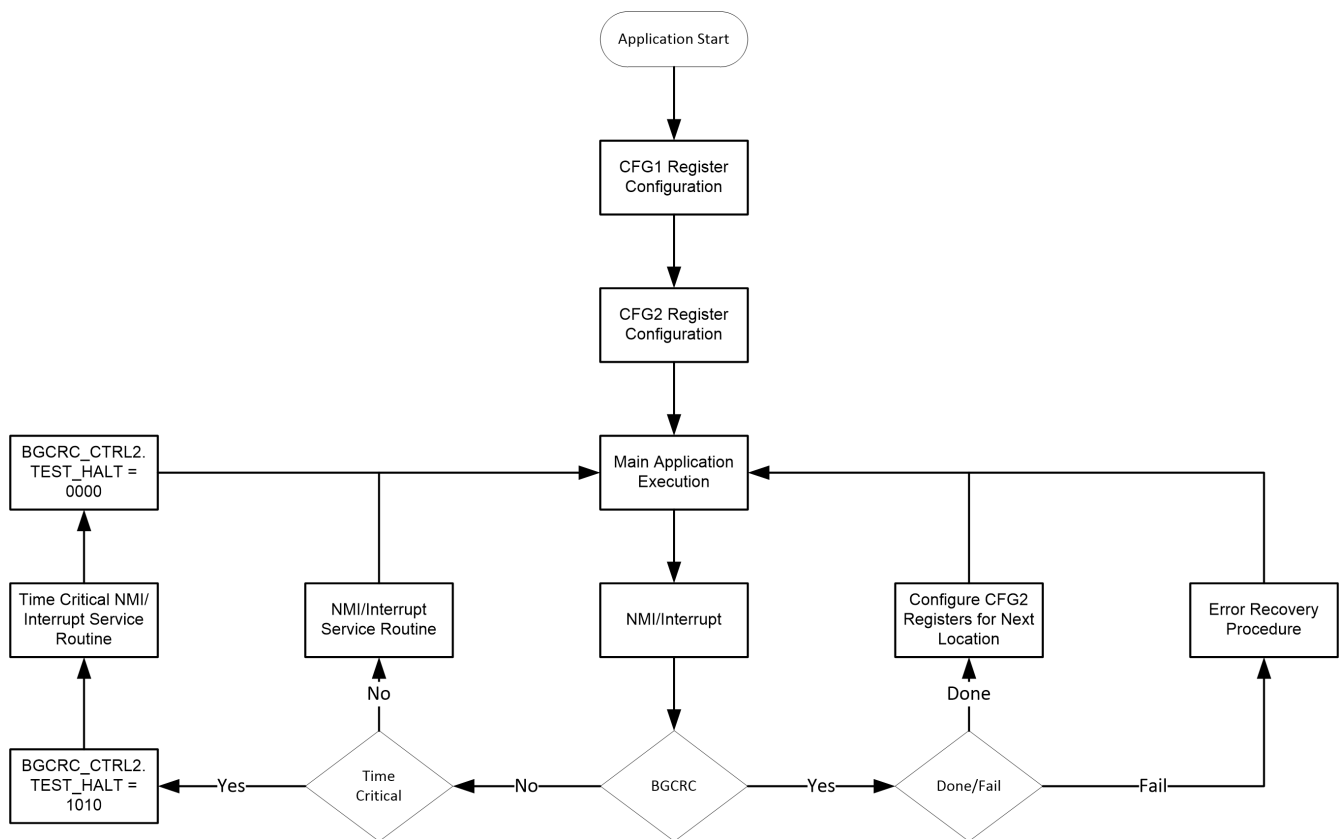 Application Start
CFG1 Register
Configuration
CFG2 Register
Configuration
BGCRC_CTRL2.
TEST_HALT =
0000
Main Application
Execution
Time Critical NMI/
Interrupt Service
Routine
NMI/Interrupt
Service Routine
NMI/Interrupt
Configure CFG2
Registers for Next
Location
Error Recovery
Procedure
No
Done
BGCRC_CTRL2.
TEST_HALT =
1010
Yes
Time
Critical
No
BGCRC
Yes
Done/Fail
Fail